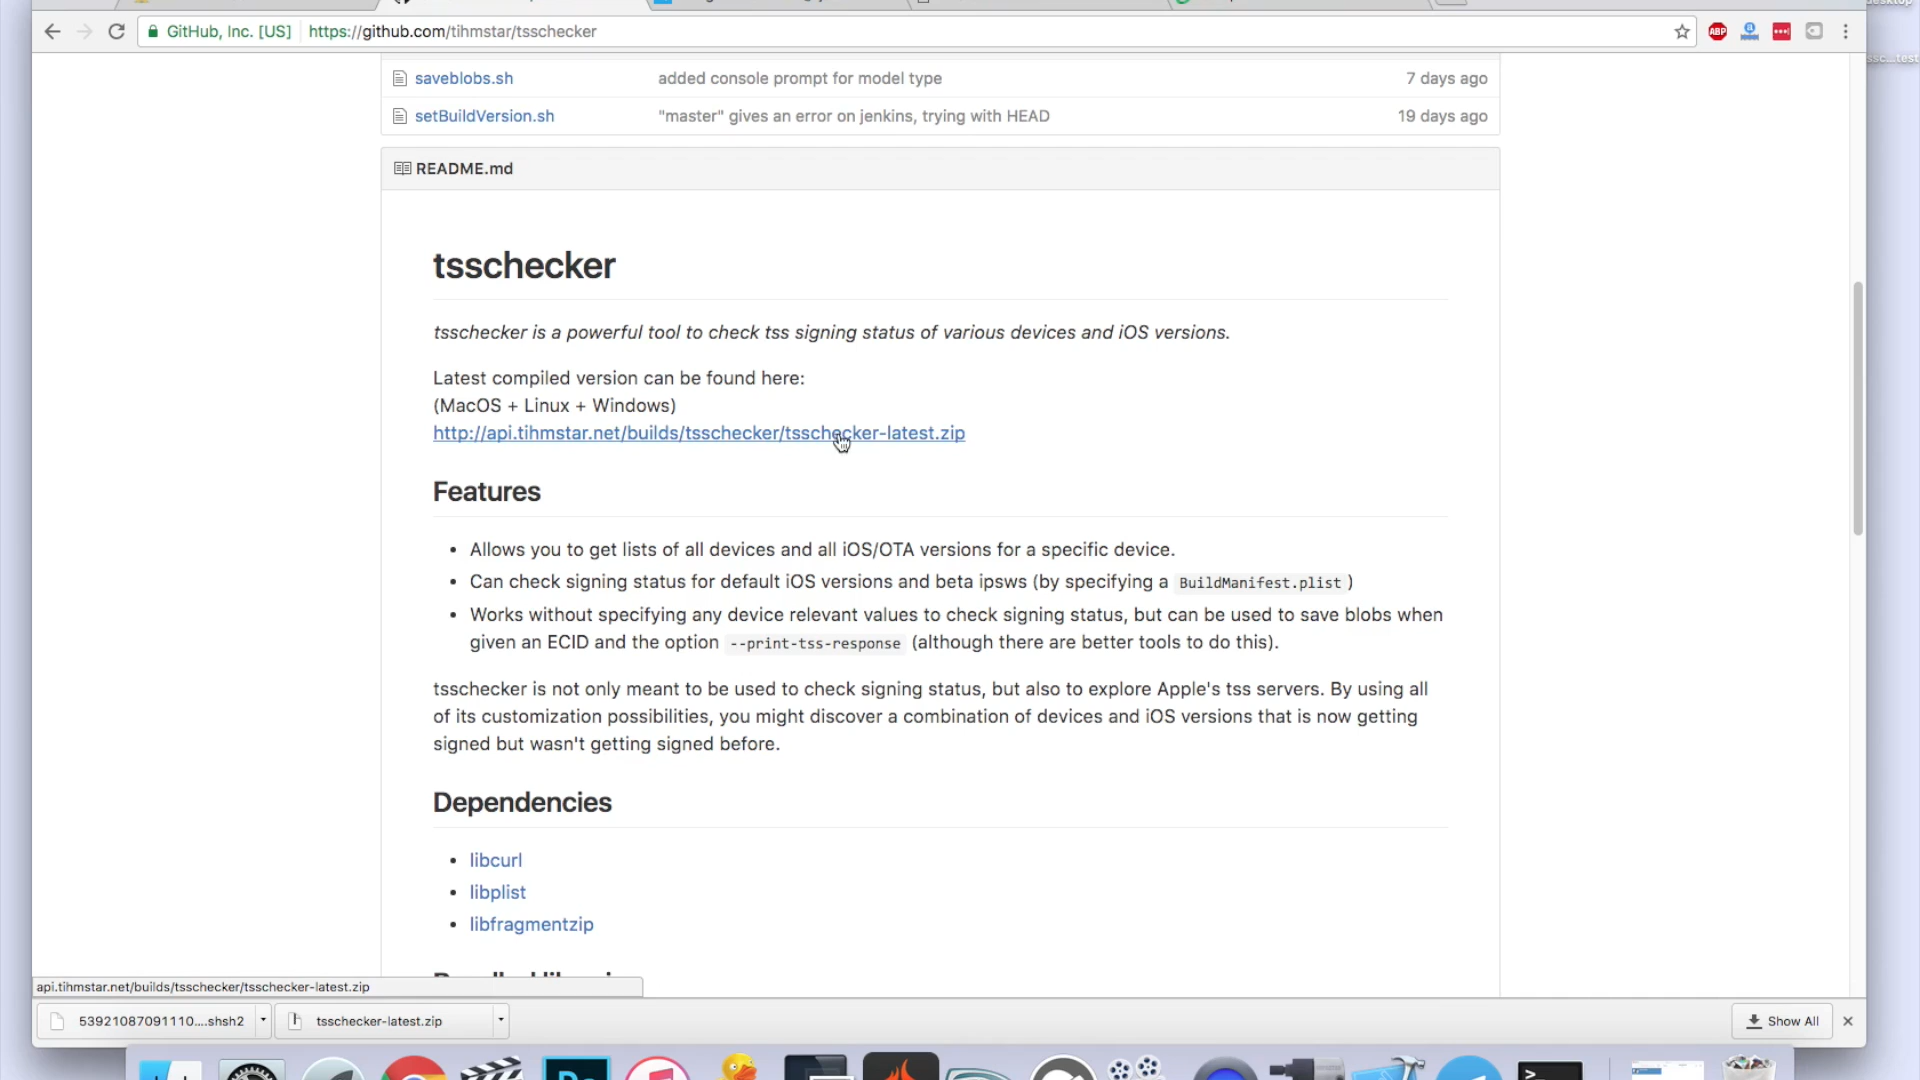 GitHub, Inc. [US]
https://github.com/tihmstar/tsschecker
ABP
saveblobs.sh
added console prompt for model type
7 days ago
setBuildVersion.sh
"master" gives an error on jenkins, trying with HEAD
19 days ago
README.md
tsschecker
tsschecker is a powerful tool to check tss signing status of various devices and iOS versions.
Latest compiled version can be found here:
(MacOS + Linux + Windows)
http://api.tihmstar.net/builds/tsschecker/tsschecker-latest.zip
Features
Allows you to get lists of all devices and all iOS/OTA versions for a specific device.
Can check signing status for default iOS versions and beta ipsws (by specifying a BuildManifest.plist )
Works without specifying any device relevant values to check signing status, but can be used to save blobs when
given an ECID and the option --print-tss-response (although there are better tools to do this).
tsschecker is not only meant to be used to check signing status, but also to explore Apple's tss servers. By using all
of its customization possibilities, you might discover a combination of devices and iOS versions that is now getting
signed but wasn't getting signed before.
Dependencies
libcurl
libplist
libfragmentzip
api.tihmstar.net/builds/tsschecker/tsschecker-latest.zip
53921087091110....shsh2
tsschecker-latest.zip
Show All